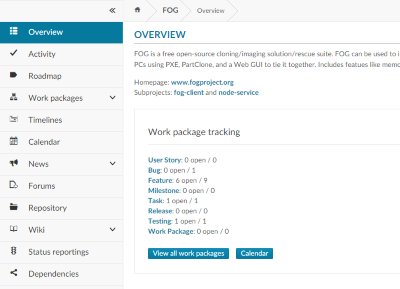 «
FOG
Overview
Overview
Activity
Roadmap
Work packages
Timelines
Calendar
News
Forums
Repository
Wiki
Status reportings
Dependencies
OVERVIEW
FOG is a free open-source cloning/imaging solution/rescue suite. FOG can be used to i
PCs using PXE, PartClone, and a Web GUI to tie it together. Includes featues like memo
Homepage: www.fogproject.org
Subprojects: fog-client and node-service
Work package tracking
User Story: 0 open / 0
Bug: 0 open / 1
Feature: 6 open / 9
Milestone: 0 open / 0
Task: 1 open / 1
Release: 0 open / 0
Testing: 1 open / 1
Work Package: 0 open / 0
View all work packages
Calendar